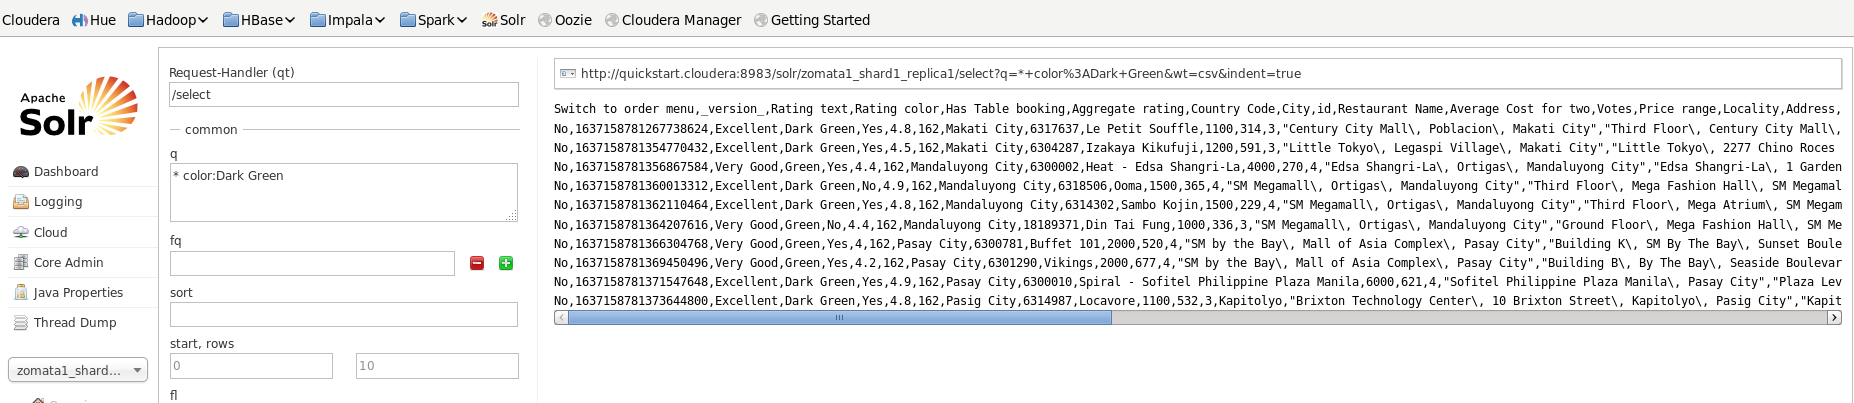 Cloudera Hue Hadoop HBase Impala Spark Solr Oozie Cloudera Manager Getting Started
Apache
Solr
Dashboard
Logging
Cloud
Core Admin
Java Properties
Thread Dump
zomata1_shard...
Request-Handler (qt)
/select
common
q
* color:Dark Green
fq
sort
start, rows
0 10
fl
http://quickstart.cloudera:8983/solr/zomata1_shard1_replica1/select?q=*+color%3ADark+Green&wt=csv&indent=true
Switch to order menu,_version_,Rating text,Rating color,Has Table booking,Aggregate rating,Country Code,City,id,Restaurant Name,Average Cost for two,Votes,Price range,Locality,Address,
No,1637158781267738624,Excellent,Dark Green,Yes,4.8,162,Makati City,6317637,Le Petit Souffle,1100,314,3,"Century City Mall\, Poblacion\, Makati City","Third Floor\, Century City Mall\,
No,1637158781354770432,Excellent,Dark Green,Yes,4.5,162,Makati City,6304287,Izakaya Kikufuji,1200,591,3,"Little Tokyo\, Legaspi Village\, Makati City","Little Tokyo\, 2277 Chino Roces
No,1637158781356867584,Very Good,Green,Yes,4.4,162,Mandaluyong City,6300002,Heat - Edsa Shangri-La,4000,270,4,"Edsa Shangri-La\, Ortigas\, Mandaluyong City","Edsa Shangri-La\, 1 Garden
No,1637158781360013312,Excellent,Dark Green,No,4.9,162,Mandaluyong City,6318506,Ooma,1500,365,4,"SM Megamall\, Ortigas\, Mandaluyong City","Third Floor\, Mega Fashion Hall\, SM Megamal
No,1637158781362110464,Excellent,Dark Green,Yes,4.8,162,Mandaluyong City,6314302,Sambo Kojin,1500,229,4,"SM Megamall\, Ortigas\, Mandaluyong City","Third Floor\, Mega Atrium\, SM Megam
No,1637158781364207616,Very Good,Green,No,4.4,162,Mandaluyong City,18189371,Din Tai Fung,1000,336,3,"SM Megamall\, Ortigas\, Mandaluyong City","Ground Floor\, Mega Fashion Hall\, SM Me
No,1637158781366304768,Very Good,Green,Yes,4,162,Pasay City,6300781,Buffet 101,2000,520,4,"SM by the Bay\, Mall of Asia Complex\, Pasay City","Building K\, SM By The Bay\, Sunset Boule
No,1637158781369450496,Very Good,Green,Yes,4.2,162,Pasay City,6301290,Vikings,2000,677,4,"SM by the Bay\, Mall of Asia Complex\, Pasay City","Building B\, By The Bay\, Seaside Boulevar
No,1637158781371547648,Excellent,Dark Green,Yes,4.9,162,Pasay City,6300010,Spiral - Sofitel Philippine Plaza Manila,6000,621,4,"Sofitel Philippine Plaza Manila\, Pasay City","Plaza Lev
No,1637158781373644800,Excellent,Dark Green,Yes,4.8,162,Pasig City,6314987,Locavore,1100,532,3,Kapitolyo,"Brixton Technology Center\, 10 Brixton Street\, Kapitolyo\, Pasig City","Kapit